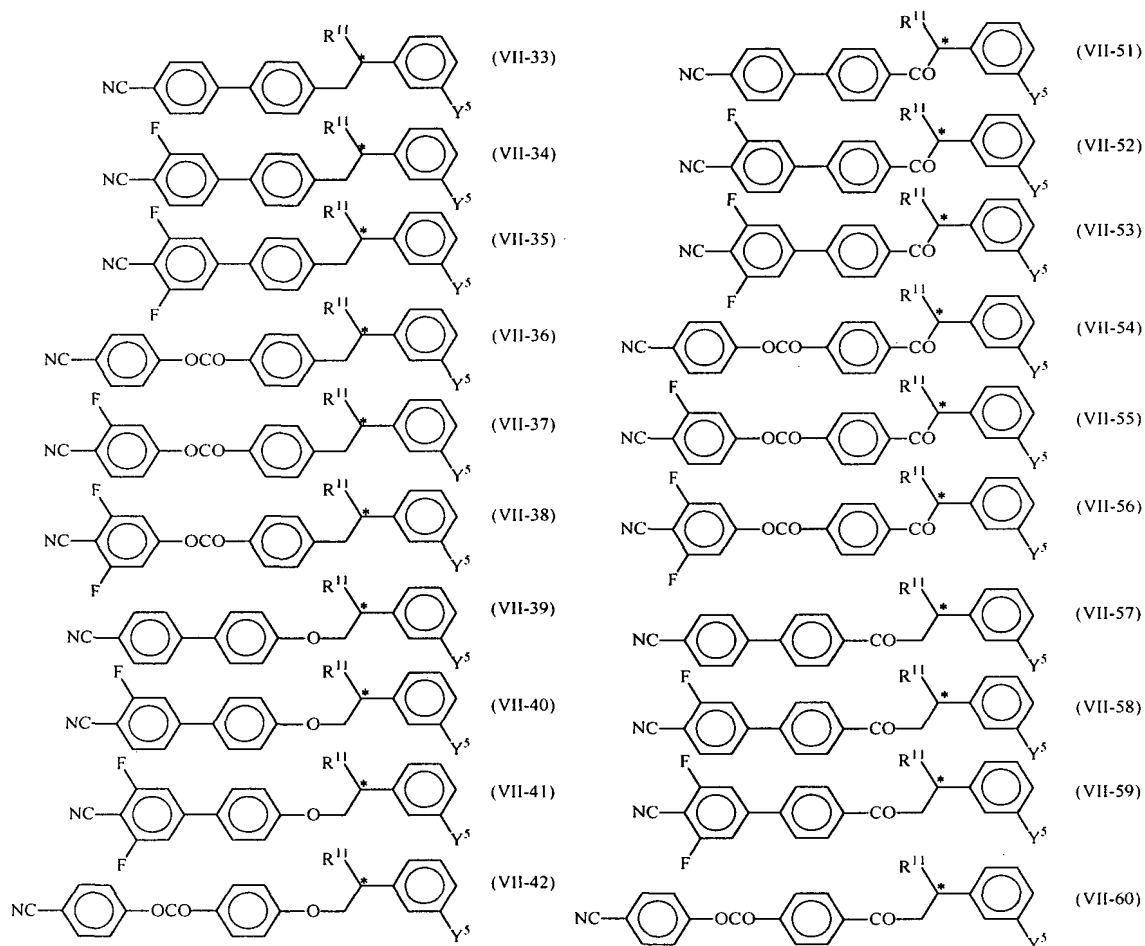 R¹¹
*
NC
Y⁵
(VII-33)
R¹¹
F
*
NC
Y⁵
(VII-34)
R¹¹
F
*
NC
F
Y⁵
(VII-35)
R¹¹
*
NC
OCO
Y⁵
(VII-36)
R¹¹
F
*
NC
OCO
Y⁵
(VII-37)
R¹¹
F
*
NC
OCO
F
Y⁵
(VII-38)
R¹¹
*
NC
O
Y⁵
(VII-39)
R¹¹
F
*
NC
O
Y⁵
(VII-40)
R¹¹
F
*
NC
O
F
Y⁵
(VII-41)
R¹¹
*
NC
OCO
O
Y⁵
(VII-42)
R¹¹
*
NC
CO
Y⁵
(VII-51)
R¹¹
F
*
NC
CO
Y⁵
(VII-52)
R¹¹
F
*
NC
CO
F
Y⁵
(VII-53)
R¹¹
*
NC
OCO
CO
Y⁵
(VII-54)
R¹¹
F
*
NC
OCO
CO
Y⁵
(VII-55)
R¹¹
F
*
NC
OCO
CO
F
Y⁵
(VII-56)
R¹¹
*
NC
CO
Y⁵
(VII-57)
R¹¹
F
*
NC
CO
Y⁵
(VII-58)
R¹¹
F
*
NC
CO
F
Y⁵
(VII-59)
R¹¹
*
NC
OCO
CO
Y⁵
(VII-60)